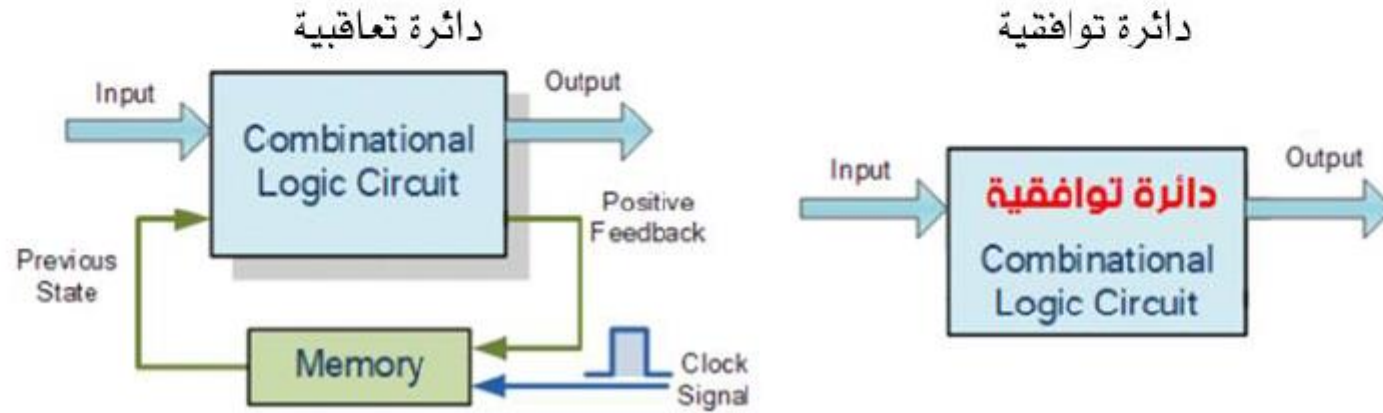 دائرة تعاقبية
Input
Output
Combinational
Logic Circuit
Positive
Feedback
Previous
State
Memory
Clock
Signal
دائرة توافقية
Input
Output
دائرة توافقية
Combinational
Logic Circuit